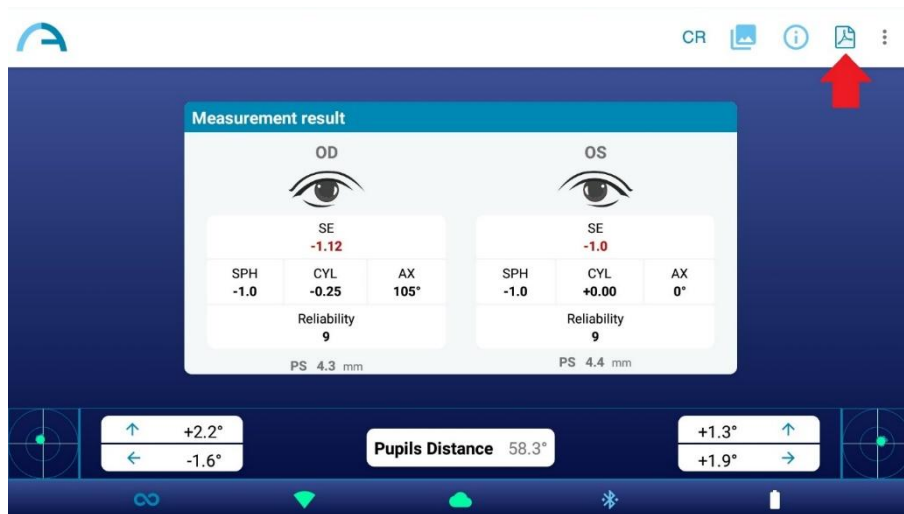 CR
Measurement result
OD
OS
SE
-1.12
SPH
-1.0
CYL
-0.25
AX
105°
Reliability
9
PS 4.3 mm
SE
-1.0
SPH
-1.0
CYL
+0.00
AX
0°
Reliability
9
PS 4.4 mm
+2.2°
-1.6°
Pupils Distance 58.3°
+1.3°
+1.9°